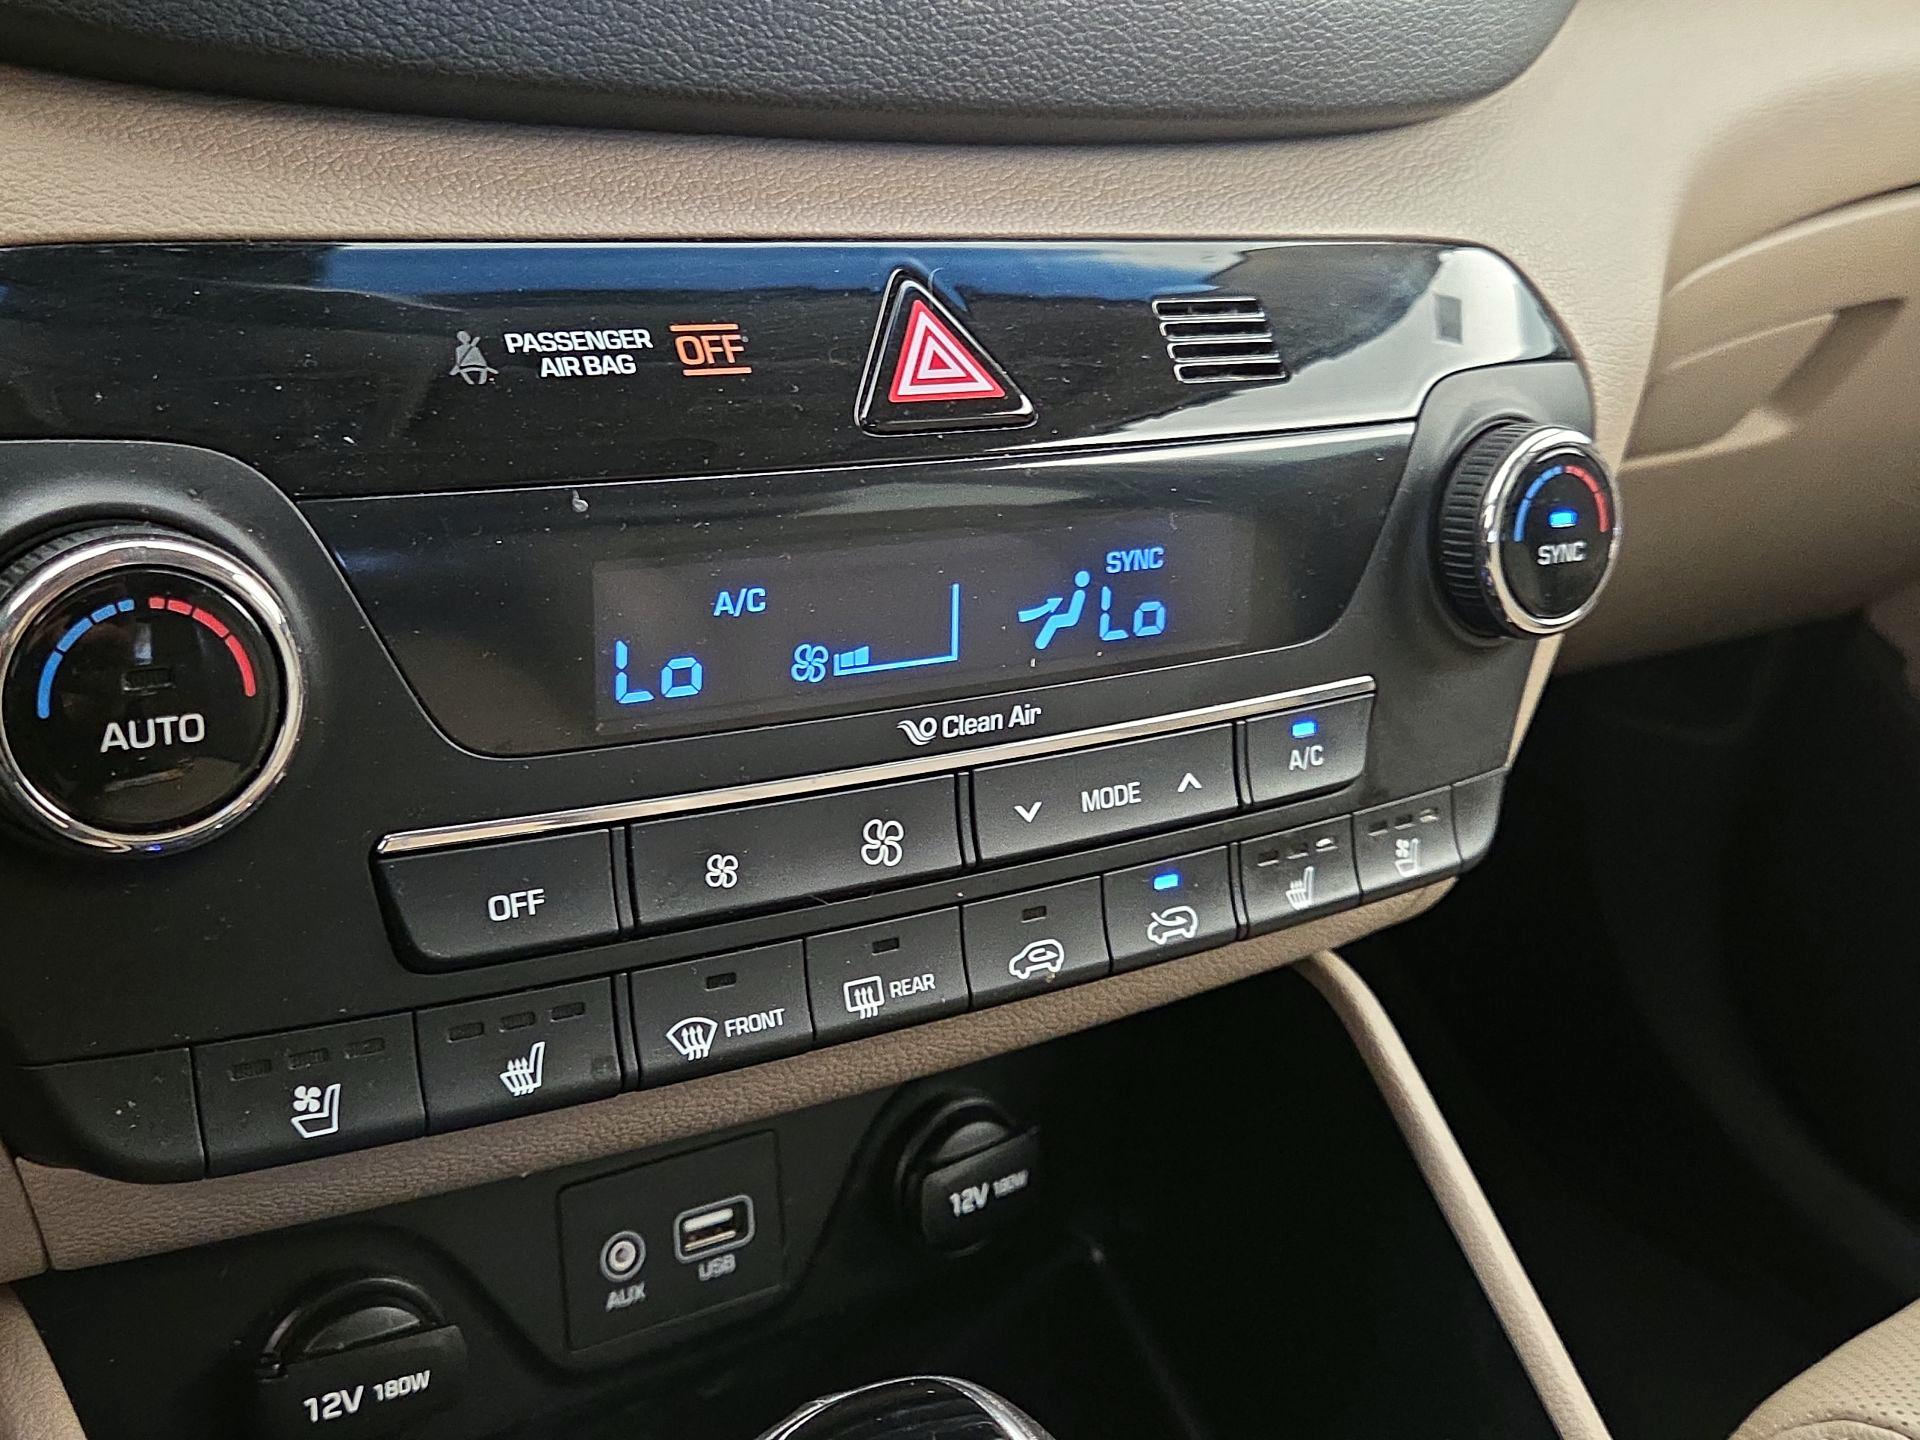 PASSENGER
AIR BAG
OFF
SYNC
A/C
Lo
Lo
SYNC
AUTO
Clean Air
A/C
MODE
OFF
REAR
FRONT
12V 180W
USB
AUX
12V 180W